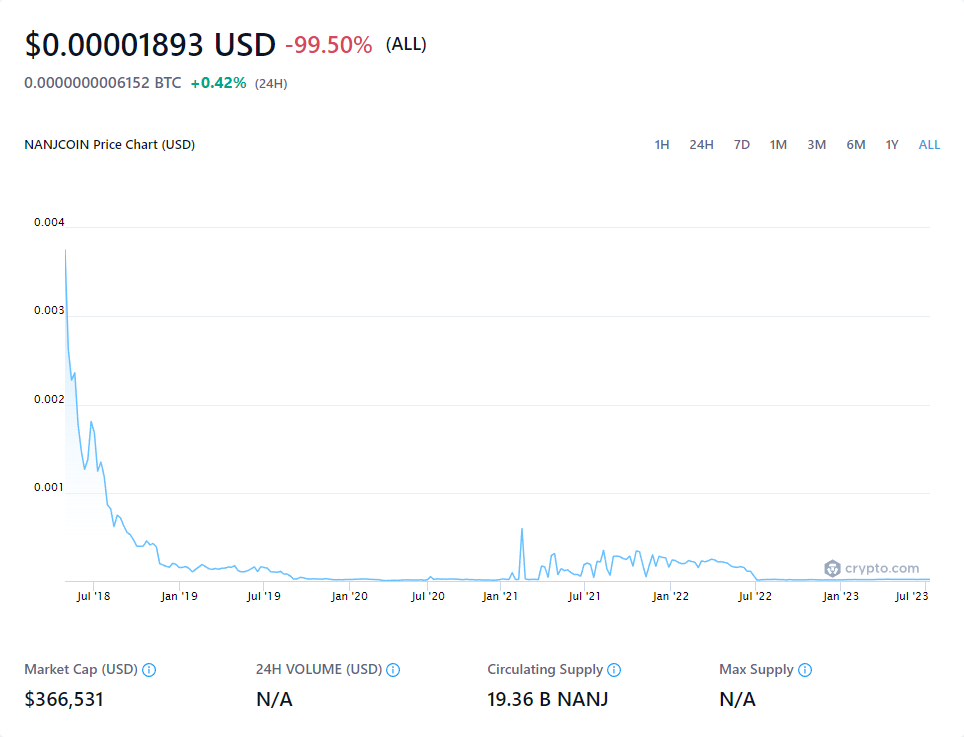 $0.00001893 USD -99.50% (ALL)
0.0000000006152 BTC +0.42% (24H)
NANJCOIN Price Chart (USD) 1H 24H 7D 1M 3M 6M 1Y ALL
0.004
0.003
0.002
0.001
crypto.com
Jul '18 Jan '19 Jul '19 Jan '20 Jul '20 Jan '21 Jul '21 Jan '22 Jul '22 Jan '23 Jul '23
Market Cap (USD) 24H VOLUME (USD) Circulating Supply Max Supply
$366,531 N/A 19.36 B NANJ N/A